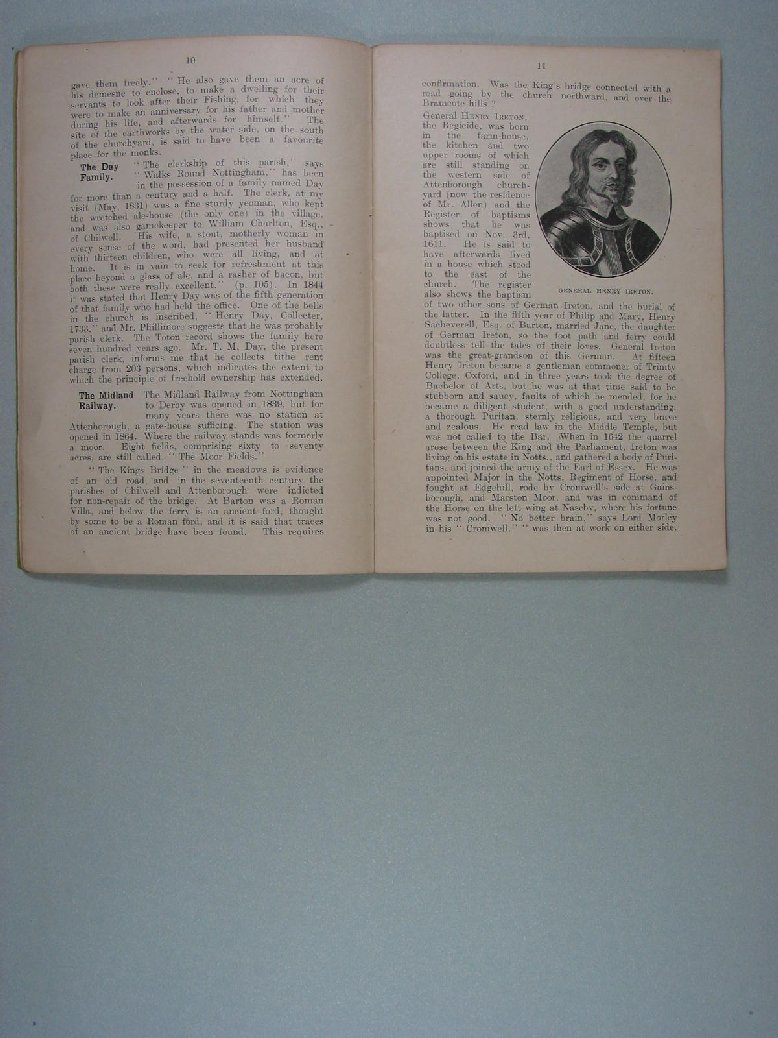 10
gave them freely." "He also gave them an acre of
his demesne to enclose, to make a dwelling for their
servants to look after their Fishing, for which they
were to make an anniversary for his father and mother
during his life, and afterwards for himself." The
site of the earthworks by the water side, on the south
of the churchyard, is said to have been a favourite
place for the monks.
The Day Family.
"The clerkship of this parish," says
"Walks Round Nottingham," has been
in the possession of a family named Day
for more than a century and a half. The clerk, at my
visit (May, 1831) was a fine sturdy yeoman, who kept
the wretched ale-house (the only one) in the village,
and was also gamekeeper to William Charlton, Esq.,
of Chilwell. His wife, a stout, motherly woman in
every sense of the word, had presented her husband
with thirteen children, who were all living, and at
home. It is in vain to seek for refreshment at this
place beyond a glass of ale, and a rasher of bacon, but
both these were really excellent." (p. 105). In 1844
it was stated that Henry Day was of the fifth generation
of that family who had held the office. One of the bells
in the church is inscribed, "Henry Day, Collecter,
1733," and Mr. Phillimore suggests that he was probably
parish clerk. The Toton record shows the family here
seven hundred years ago. Mr. T. M. Day, the present
parish clerk, informs me that he collects tithe rent
charge from 203 persons, which indicates the extent to
which the principle of freehold ownership has extended.
The Midland Railway.
The Midland Railway from Nottingham
to Derby was opened in 1839, but for
many years there was no station at
Attenborough, a gate-house sufficing. The station was
opened in 1864. Where the railway stands was formerly
a moor. Eight fields, comprising sixty to seventy
acres, are still called "The Moor Fields."
"The Kings Bridge" in the meadows is evidence
of an old road, and in the seventeenth century the
parishes of Chilwell and Attenborough were indicted
for non-repair of the bridge. At Barton was a Roman
Villa, and below the ferry is an ancient ford, thought
by some to be a Roman ford, and it is said that traces
of an ancient bridge have been found. This requires
11
confirmation. Was the King's bridge connected with a
road going by the church northward, and over the
Bramcote hills?
General HENRY IRETON,
the Regicide, was born
in the farm-house,
the kitchen and two
upper rooms of which
are still standing on
the western side of
Attenborough church-
yard (now the residence
of Mr. Allor) and the
Register of baptisms
shows that he was
baptised on Nov. 3rd,
1611. He is said to
have afterwards lived
in a house which stood
to the east of the
church. The register
also shows the baptism
GENERAL HENRY IRETON.
of two other sons of German Ireton, and the burial of
the latter. In the fifth year of Philip and Mary, Henry
Sacheverell, Esq. of Barton, married Jane, the daughter
of German Ireton, so the foot path and ferry could
doubtless tell the tales of their loves. General Ireton
was the great-grandson of this German. At fifteen
Henry Ireton became a gentleman commoner of Trinity
College, Oxford, and in three years took the degree of
Bachelor of Arts, but he was at that time said to be
stubborn and saucy, faults of which he mended, for he
became a diligent student, with a good understanding,
a thorough Puritan, sternly religious, and very brave
and zealous. He read law in the Middle Temple, but
was not called to the Bar. When in 1642 the quarrel
arose between the King and the Parliament, Ireton was
living on his estate in Notts., and gathered a body of Puri-
tans, and joined the army of the Earl of Essex. He was
appointed Major in the Notts. Regiment of Horse, and
fought at Edgehill, rode by Cromwell's side at Gains-
borough, and Marston Moor, and was in command of
the Horse on the left wing at Naseby, where his fortune
was not good. "No better brain," says Lord Morley
in his "Cromwell," "was then at work on either side,